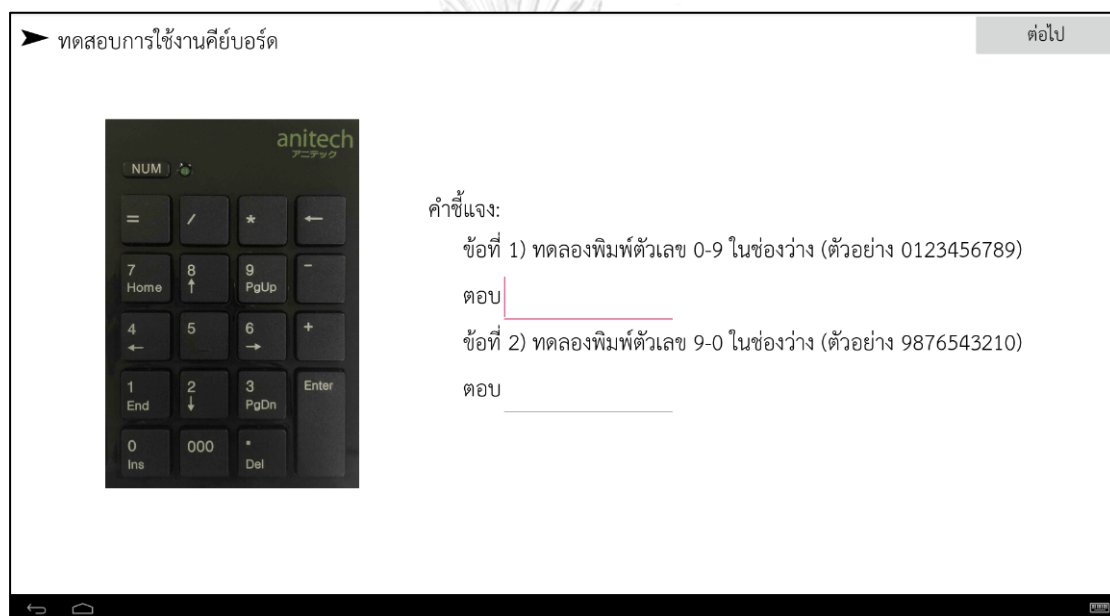 ➤ ทดสอบการใช้งานคีย์บอร์ด
ต่อไป
anitech
アニテック
NUM
= / * ←
7 8 9 -
Home ↑ PgUp
4 5 6 +
← →
1 2 3 Enter
End ↓ PgDn
0 000 .
Ins Del
คำชี้แจง:
ข้อที่ 1) ทดลองพิมพ์ตัวเลข 0-9 ในช่องว่าง (ตัวอย่าง 0123456789)
ตอบ
ข้อที่ 2) ทดลองพิมพ์ตัวเลข 9-0 ในช่องว่าง (ตัวอย่าง 9876543210)
ตอบ